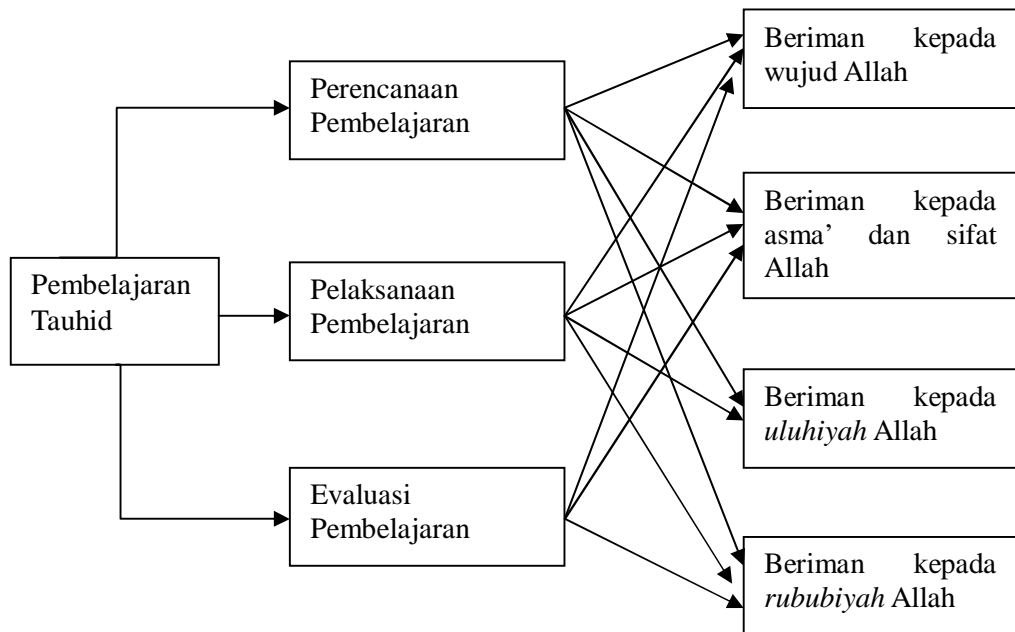 Pembelajaran
Tauhid
Perencanaan
Pembelajaran
Pelaksanaan
Pembelajaran
Evaluasi
Pembelajaran
Beriman kepada
wujud Allah
Beriman kepada
asma’ dan sifat
Allah
Beriman kepada
uluhiyah Allah
Beriman kepada
rububiyah Allah